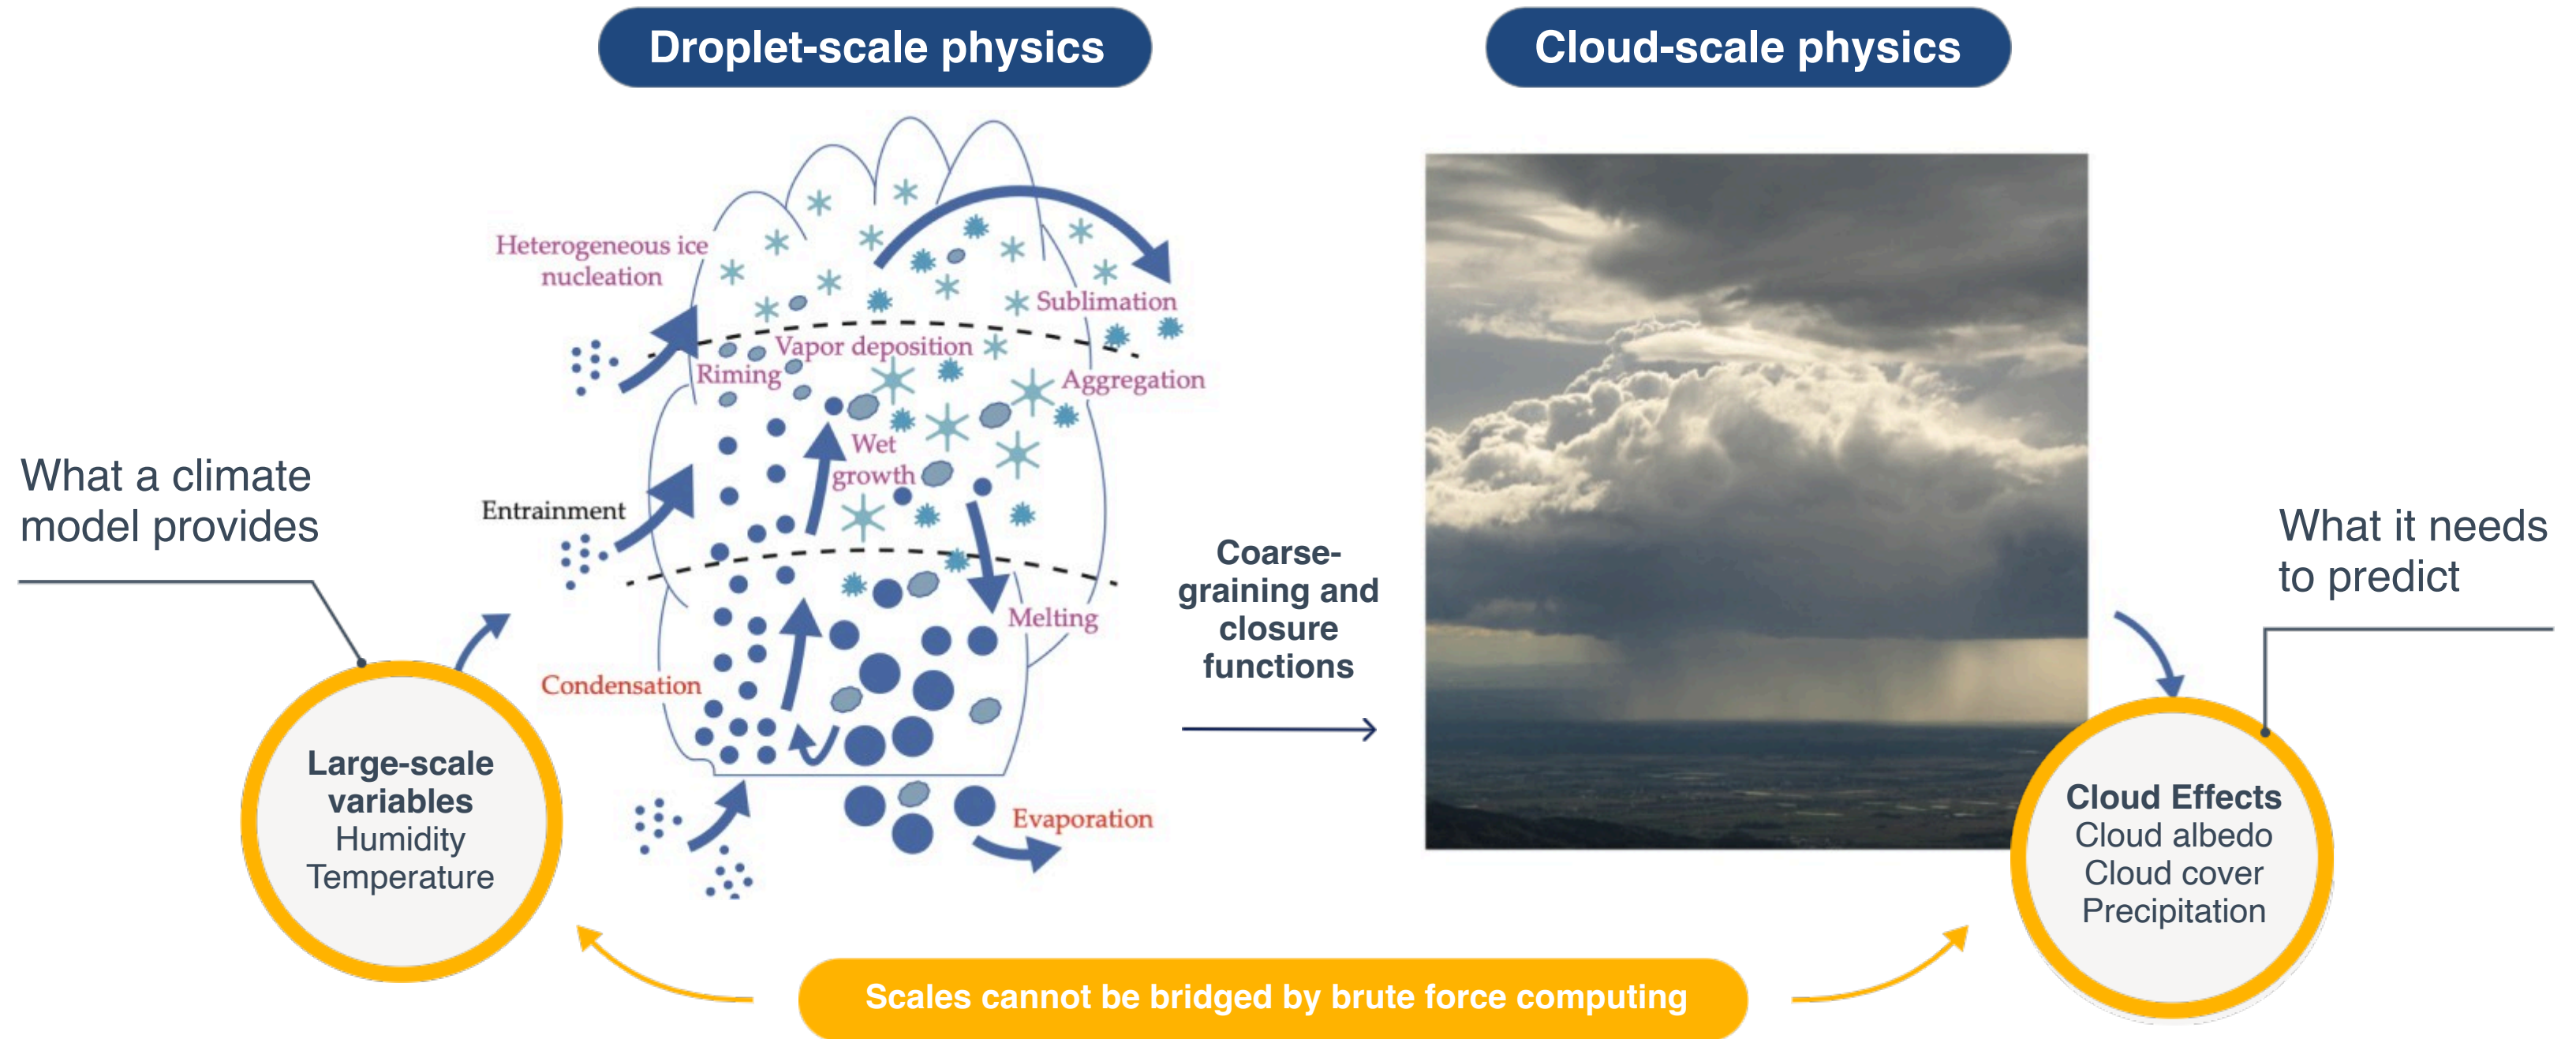 Droplet-scale physics
Cloud-scale physics
Heterogeneous ice
nucleation
Sublimation
Vapor deposition
Riming
Aggregation
Wet
growth
What a climate
model provides
Entrainment
Coarse-
graining and
closure
functions
What it needs
to predict
Melting
Condensation
Large-scale
variables
Humidity
Temperature
Evaporation
Cloud Effects
Cloud albedo
Cloud cover
Precipitation
Scales cannot be bridged by brute force computing